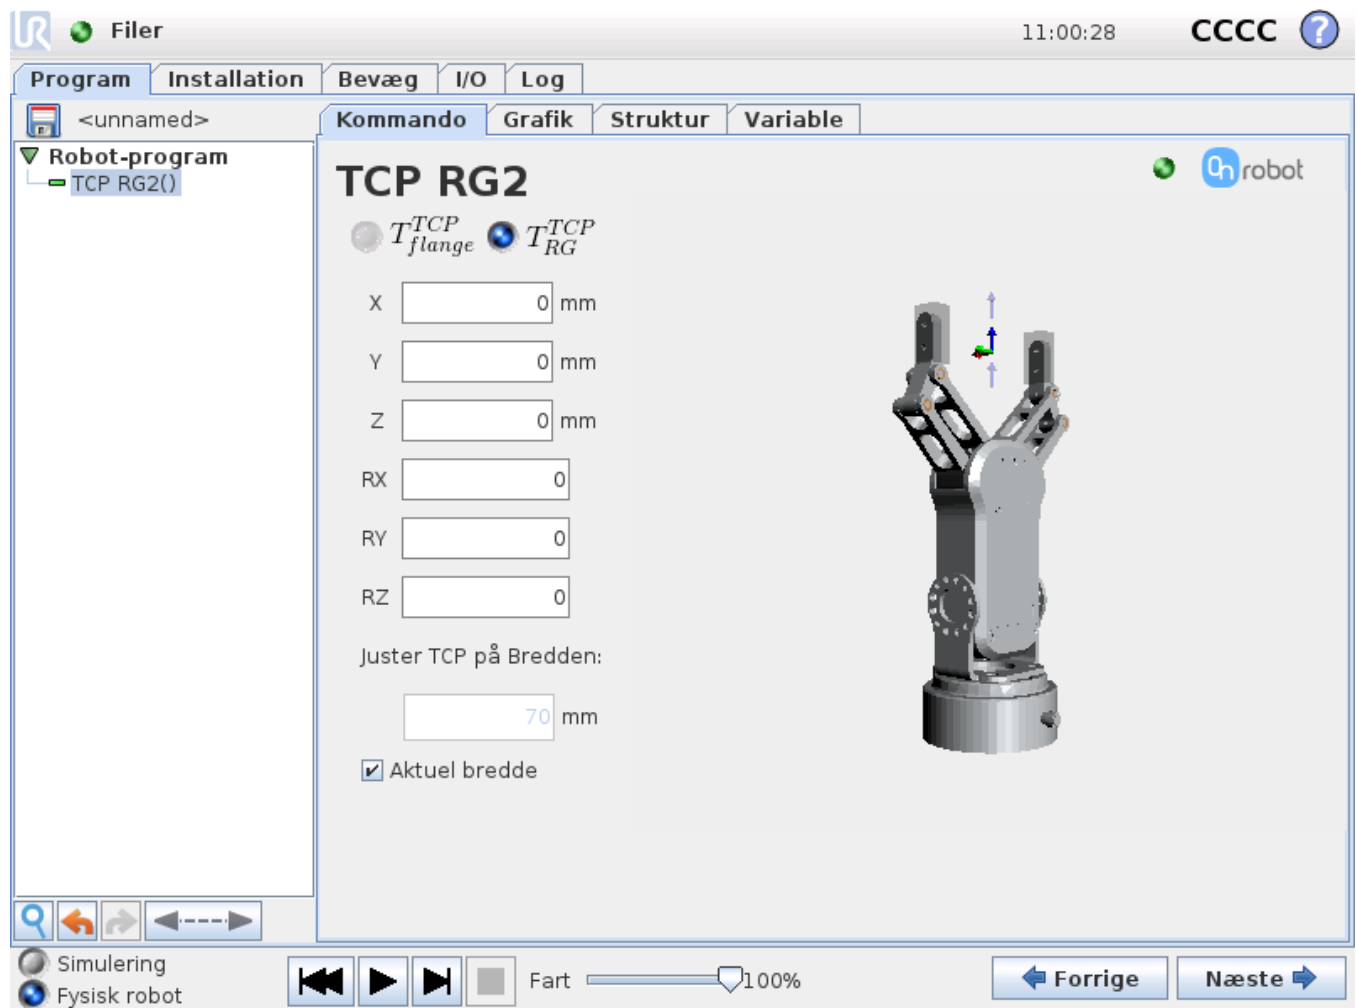 UR Filer 11:00:28 CCCC ?
Program Installation Bevæg I/O Log
<unnamed>
Kommando Grafik Struktur Variable
Robot-program
TCP RG2()
TCP RG2
On robot
T TCP flange T TCP RG
X 0 mm
Y 0 mm
Z 0 mm
RX 0
RY 0
RZ 0
Juster TCP på Bredden:
70 mm
Aktuel bredde
Simulering
Fysisk robot
Fart 100%
Forrige
Næste